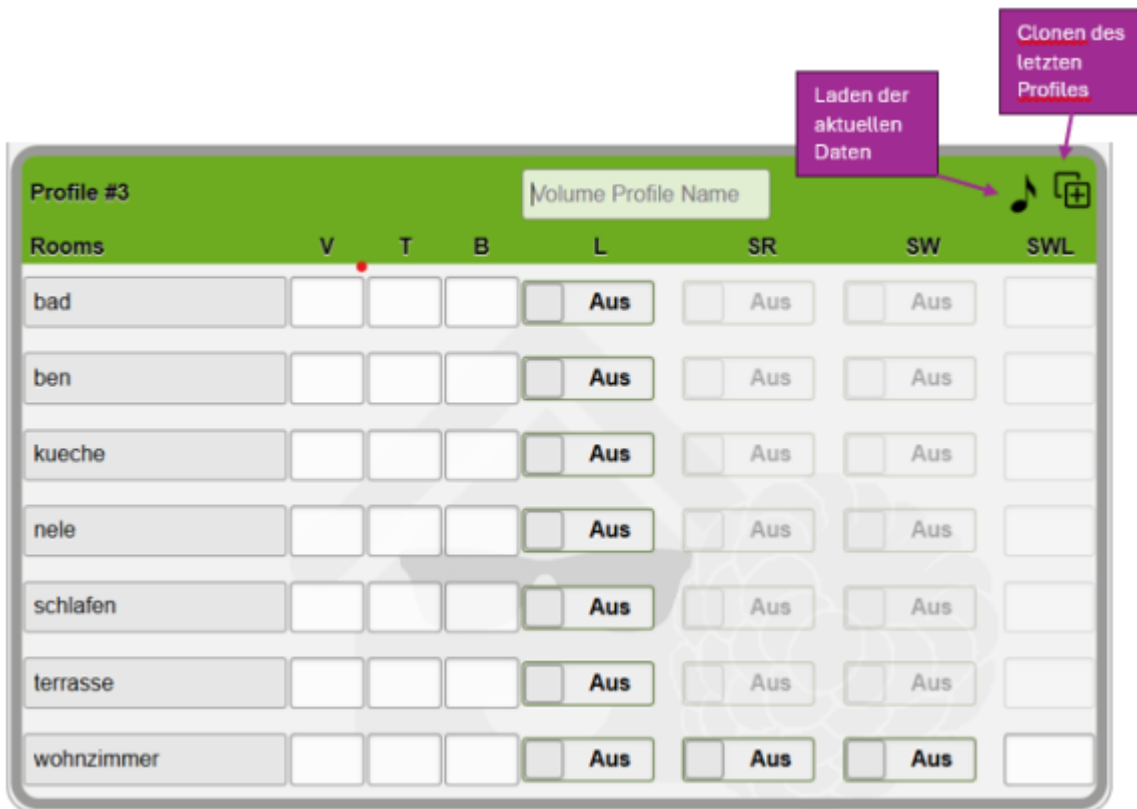 Clonen des
letzten
Profiles
Laden der
aktuellen
Daten
Profile #3 Volume Profile Name
Rooms V T B L SR SW SWL
bad Aus Aus Aus
ben Aus Aus Aus
kueche Aus Aus Aus
nele Aus Aus Aus
schlafen Aus Aus Aus
terrasse Aus Aus Aus
wohnzimmer Aus Aus Aus